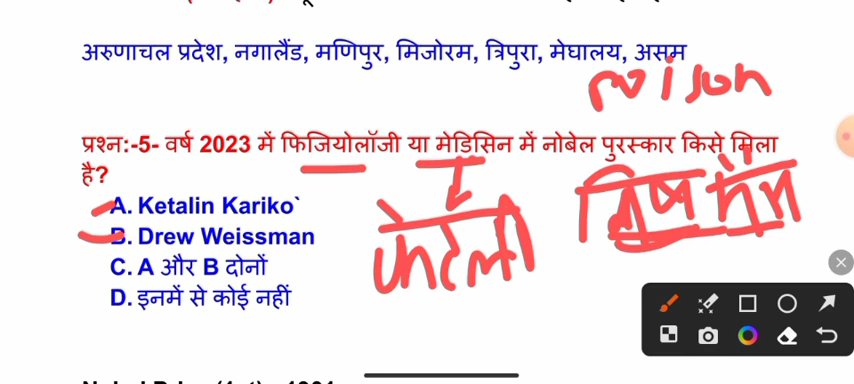 अरुणाचल प्रदेश, नगालैंड, मणिपुर, मिजोरम, त्रिपुरा, मेघालय, असम
प्रश्न:-5- वर्ष 2023 में फिजियोलॉजी या मेडिसिन में नोबेल पुरस्कार किसे मिला
है?
A. Ketalin Kariko`
B. Drew Weissman
C. A और B दोनों
D. इनमें से कोई नहीं